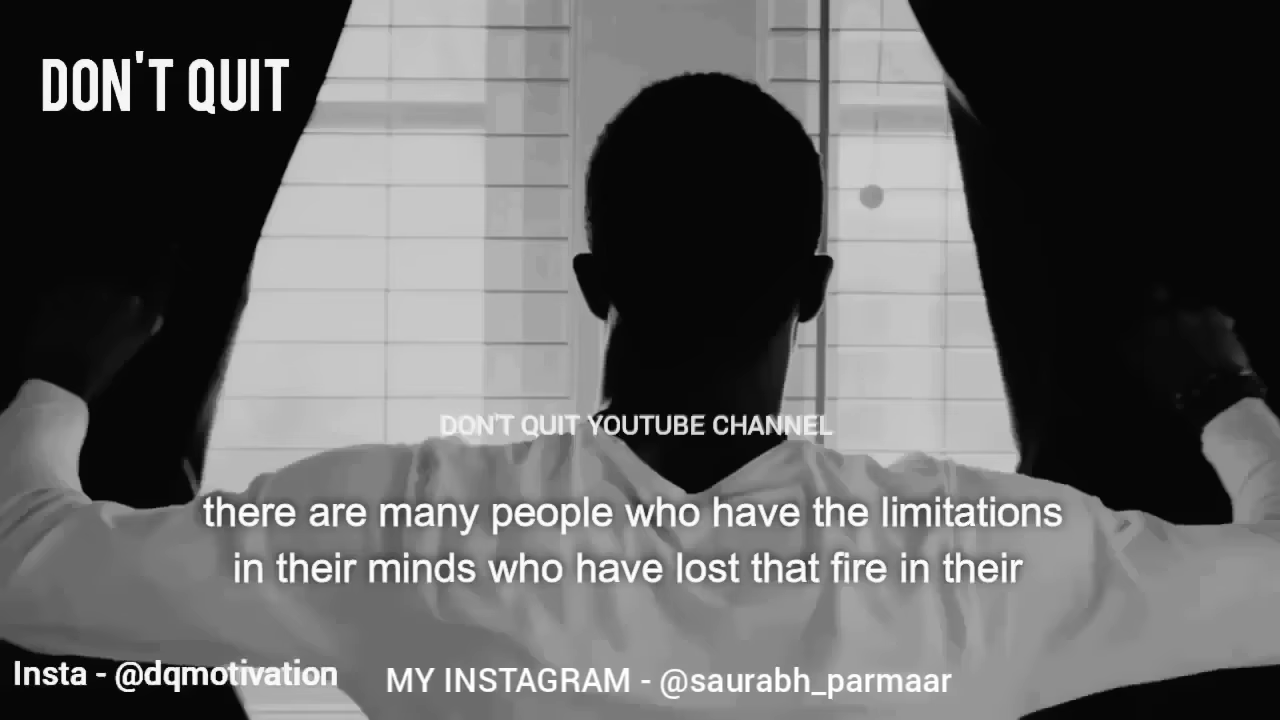 DON'T QUIT
DON'T QUIT YOUTUBE CHANNEL
there are many people who have the limitations
in their minds who have lost that fire in their
Insta - @dqmotivation
MY INSTAGRAM - @saurabh_parmaar